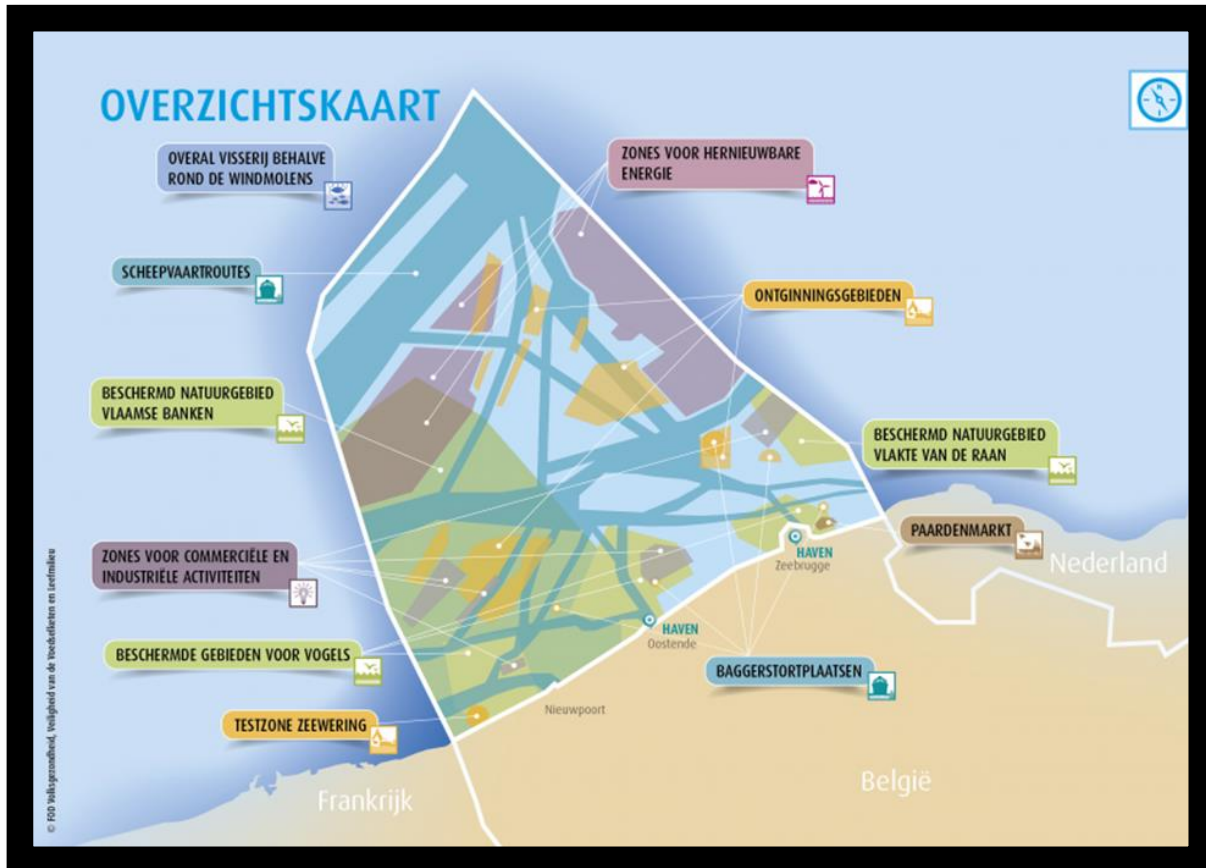 OVERZICHTSKAART
OVERAL VISSERIJ BEHALVE
ROND DE WINDMOLENS
ZONES VOOR HERNIEUWBARE
ENERGIE
SCHEEPVAARTROUTES
ONTGINNINGSGEBIEDEN
BESCHERMD NATUURGEBIED
VLAAMSE BANKEN
BESCHERMD NATUURGEBIED
VLAKTE VAN DE RAAN
PAARDENMARKT
ZONES VOOR COMMERCIËLE EN
INDUSTRIËLE ACTIVITEITEN
HAVEN
Zeebrugge
Nederland
HAVEN
Oostende
BESCHERMDE GEBIEDEN VOOR VOGELS
BAGGERSTORTPLAATSEN
TESTZONE ZEEWERING
Nieuwpoort
België
Frankrijk
© FOD Volksgezondheid, Veiligheid van de Voedselketen en Leefmilieu